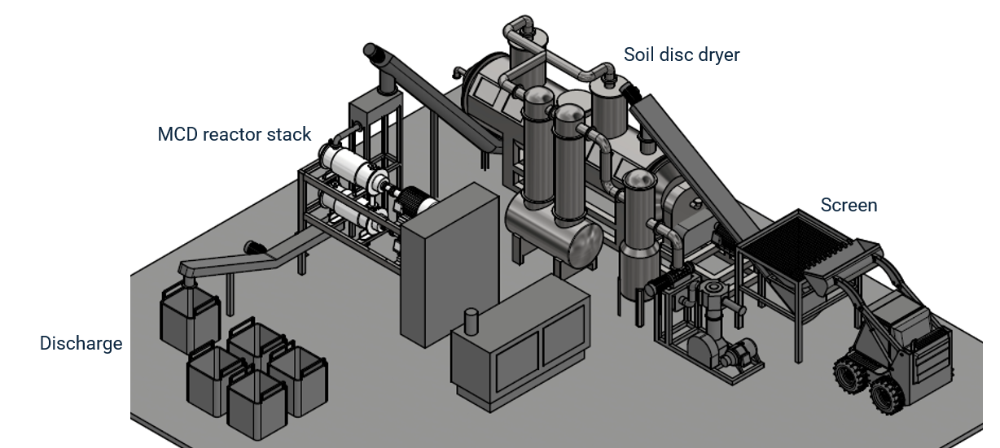 Soil disc dryer
MCD reactor stack
Screen
Discharge